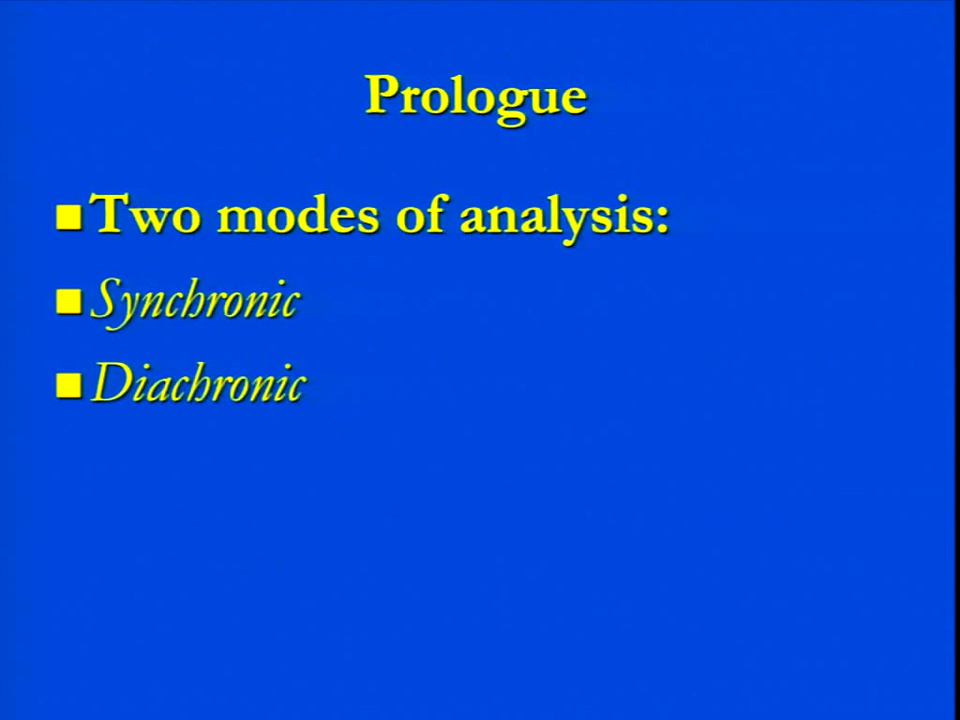 Prologue
Two modes of analysis:
Synchronic
Diachronic